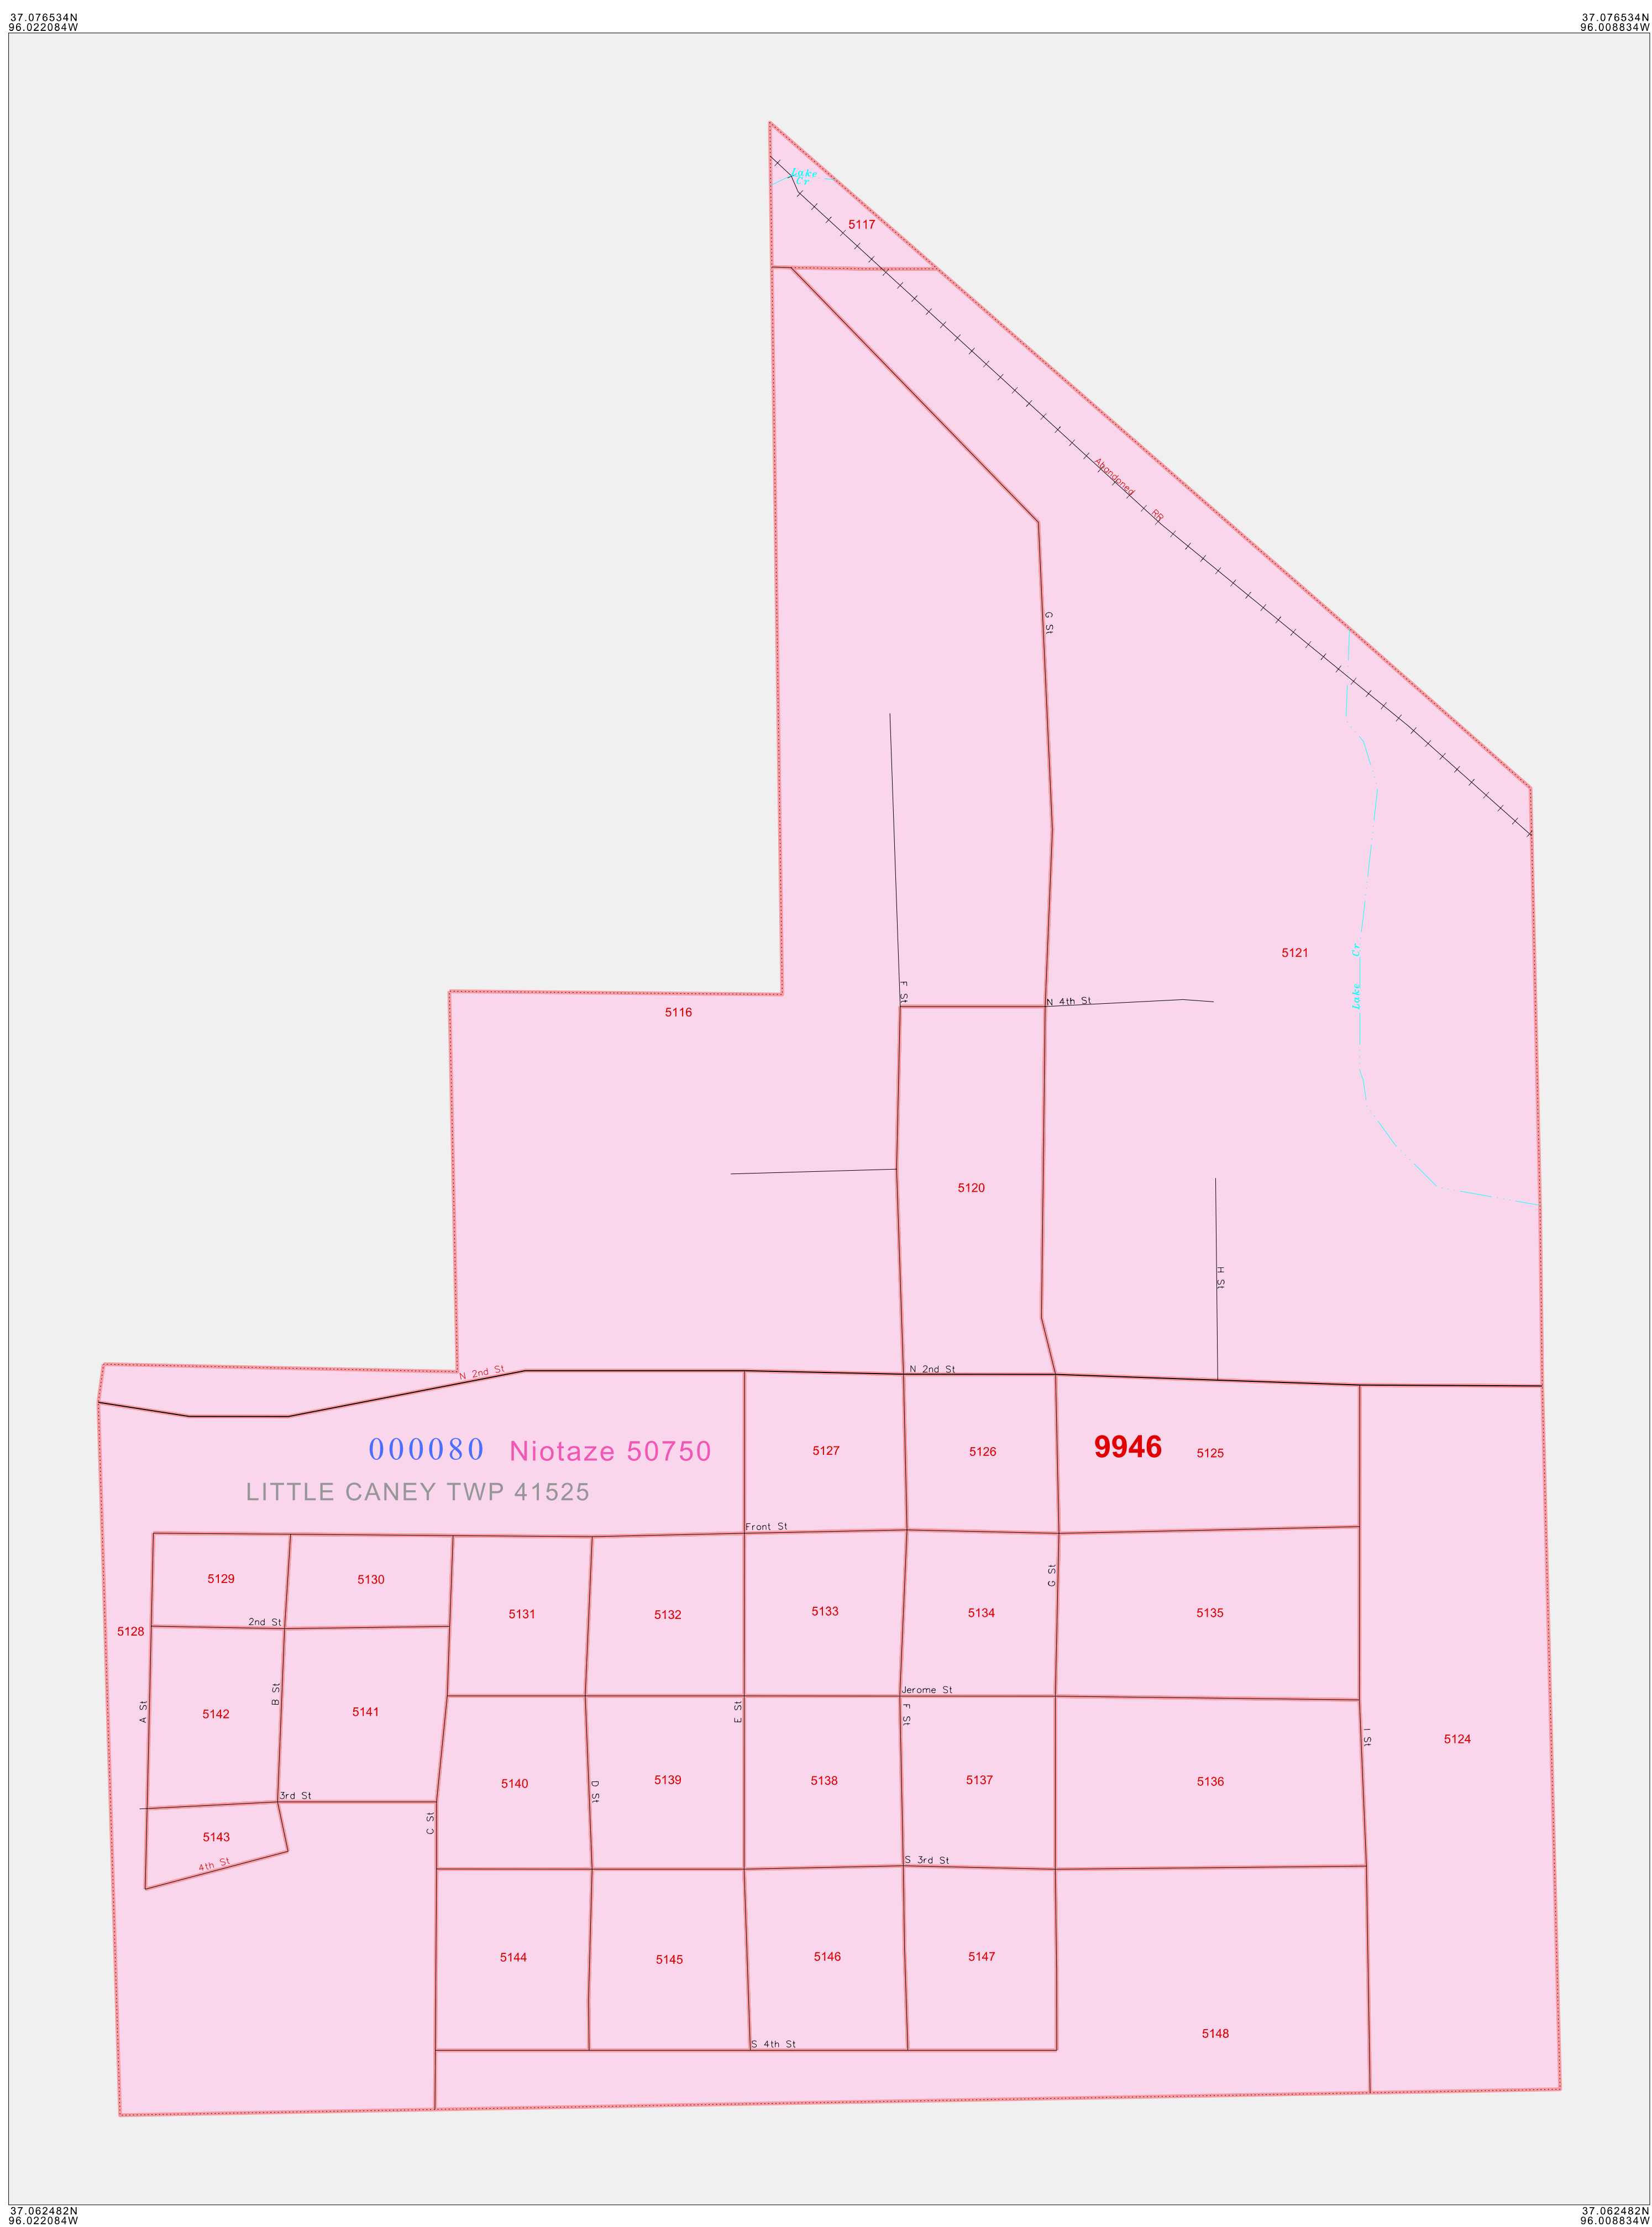 37.076534N
96.022084W
37.076534N
96.008834W
Lake
Cr
5117
Abandoned RR
G St
5121
Lake Cr
F St
N 4th St
5116
5120
H St
N 2nd St
N 2nd St
000080
Niotaze 50750
9946
5127
5126
5125
LITTLE CANEY TWP 41525
Front St
G St
5129
5130
5131
5132
5133
5134
5135
2nd St
5128
B St
A St
5142
5141
Jerome St
E St
F St
I St
5124
5140
D St
5139
5138
5137
5136
3rd St
C St
5143
4th St
S 3rd St
5144
5145
5146
5147
5148
S 4th St
37.062482N
96.022084W
37.062482N
96.008834W